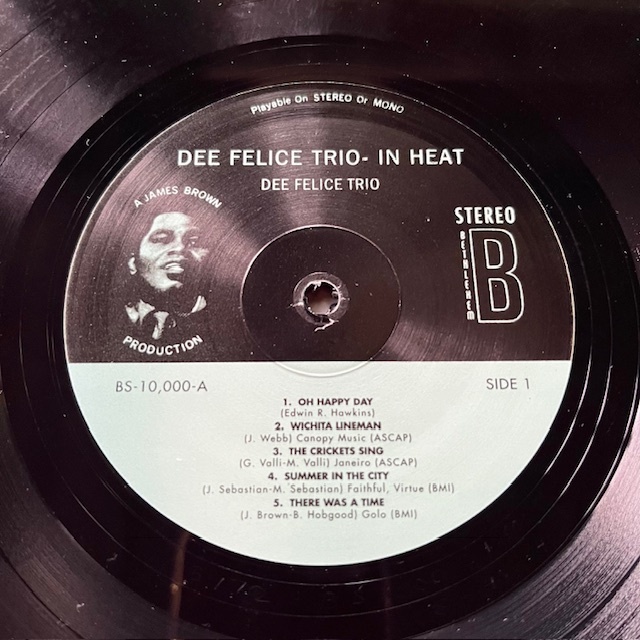 Playable On STEREO Or MONO
DEE FELICE TRIO- IN HEAT
DEE FELICE TRIO
A JAMES BROWN
PRODUCTION
STEREO
BETHLEHEM
B
BS-10,000-A
SIDE 1
1. OH HAPPY DAY
(Edwin R. Hawkins)
2. WICHITA LINEMAN
(J. Webb) Canopy Music (ASCAP)
3. THE CRICKETS SING
(G. Valli-M. Valli) Janeiro (ASCAP)
4. SUMMER IN THE CITY
(J. Sebastian-M. Sebastian) Faithful, Virtue (BMI)
5. THERE WAS A TIME
(J. Brown-B. Hobgood) Golo (BMI)